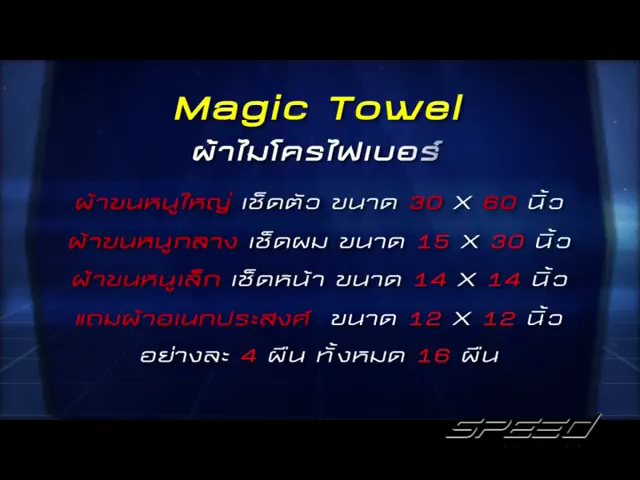 Magic Towel
ผ้าไมโครไฟเบอร์
ผ้าขนหนูใหญ่ เช็ดตัว ขนาด 30 X 60 นิ้ว
ผ้าขนหนูกลาง เช็ดผม ขนาด 15 X 30 นิ้ว
ผ้าขนหนูเล็ก เช็ดหน้า ขนาด 14 X 14 นิ้ว
แถมผ้าอเนกประสงค์ ขนาด 12 X 12 นิ้ว
อย่างละ 4 ผืน ทั้งหมด 16 ผืน
SPEED